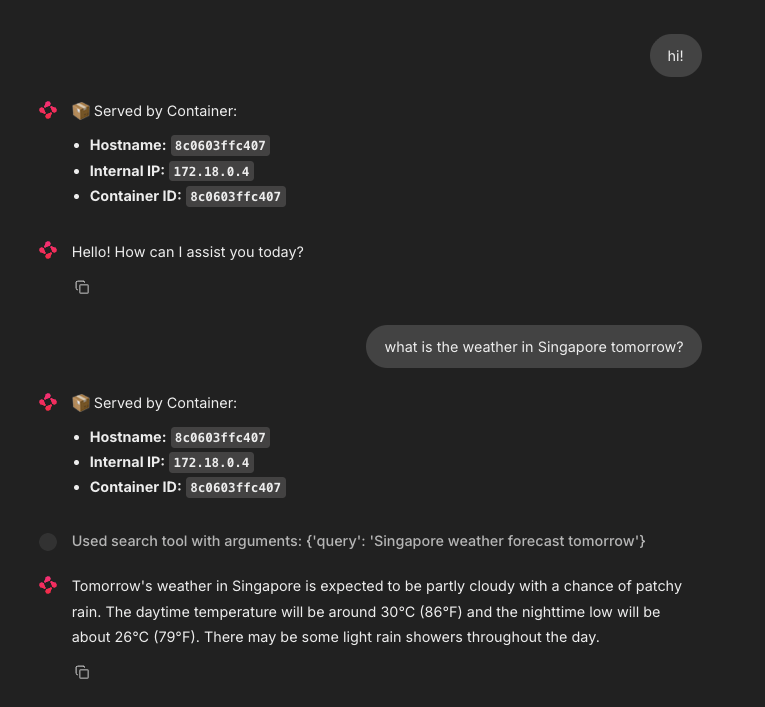 hi!
📦 Served by Container:
• Hostname: 8c0603ffc407
• Internal IP: 172.18.0.4
• Container ID: 8c0603ffc407
Hello! How can I assist you today?
what is the weather in Singapore tomorrow?
📦 Served by Container:
• Hostname: 8c0603ffc407
• Internal IP: 172.18.0.4
• Container ID: 8c0603ffc407
Used search tool with arguments: {'query': 'Singapore weather forecast tomorrow'}
Tomorrow's weather in Singapore is expected to be partly cloudy with a chance of patchy
rain. The daytime temperature will be around 30°C (86°F) and the nighttime low will be
about 26°C (79°F). There may be some light rain showers throughout the day.